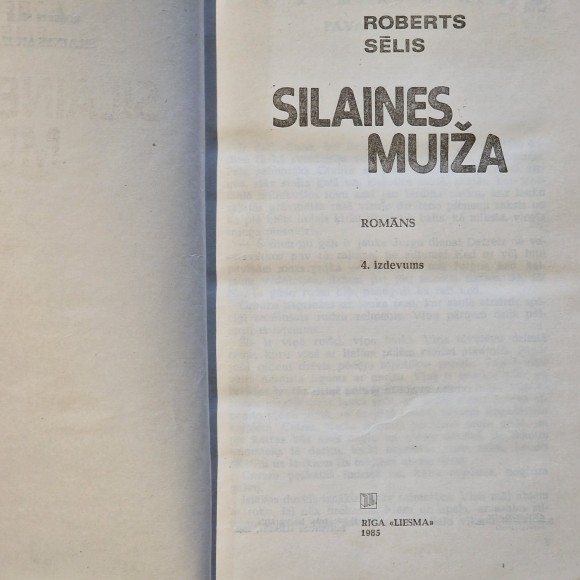 ROBERTS
SĒLIS
SILAINES
MUIŽA
ROMĀNS
4. izdevums
RĪGA «LIESMA»
1985